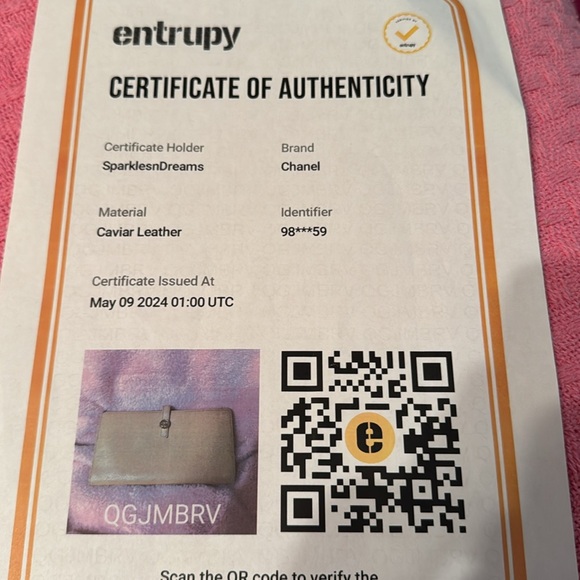 entrupy
CERTIFICATE OF AUTHENTICITY
Certificate Holder
SparklesnDreams
Brand
Chanel
Material
Caviar Leather
Identifier
98***59
Certificate Issued At
May 09 2024 01:00 UTC
QGJMBRV
e
Scan the QR code to verify the